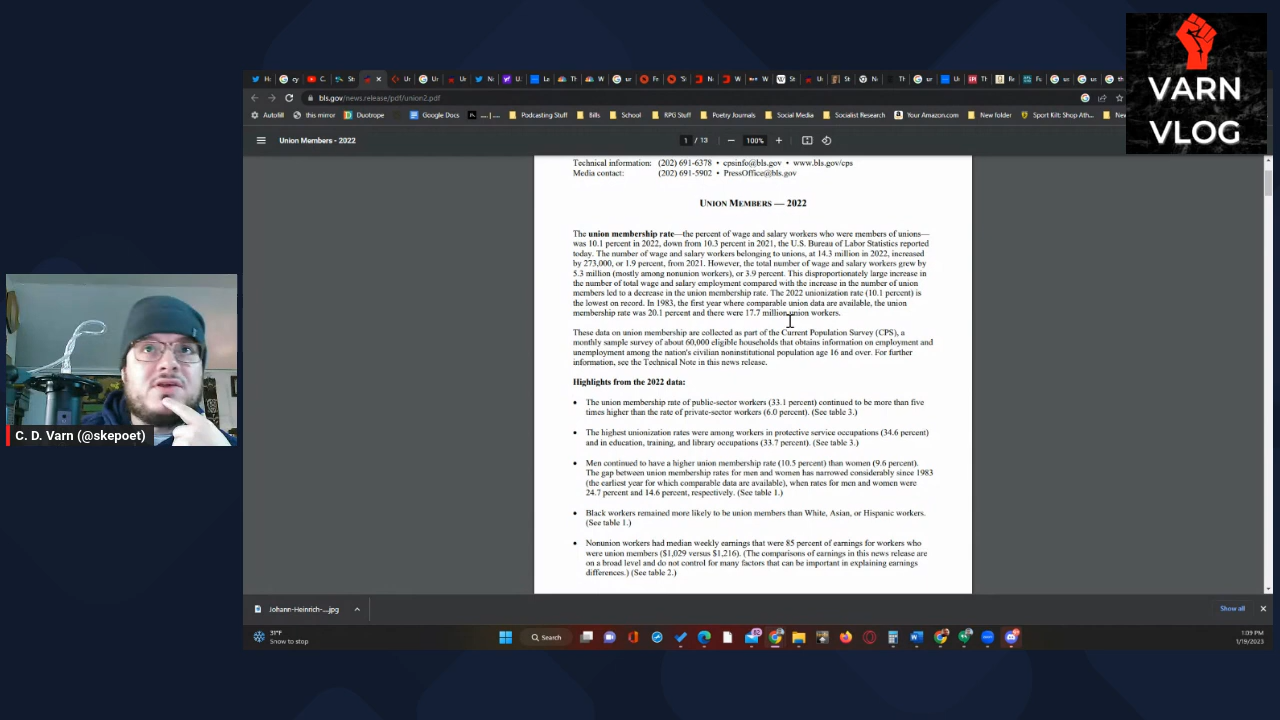 VARN
VLOG
bls.gov/news.release/pdf/union2.pdf
Autofill this mirror Duotrope Google Docs Podcasting Stuff Bills School RPG Stuff Poetry Journals Social Media Socialist Research Your Amazon.com New folder Sport Kilt: Shop Ath...
Union Members - 2022 1 / 13 100%
Technical information: (202) 691-6378 • cpsinfo@bls.gov • www.bls.gov/cps
Media contact: (202) 691-5902 • PressOffice@bls.gov
UNION MEMBERS — 2022
The union membership rate—the percent of wage and salary workers who were members of unions—
was 10.1 percent in 2022, down from 10.3 percent in 2021, the U.S. Bureau of Labor Statistics reported
today. The number of wage and salary workers belonging to unions, at 14.3 million in 2022, increased
by 273,000, or 1.9 percent, from 2021. However, the total number of wage and salary workers grew by
5.3 million (mostly among nonunion workers), or 3.9 percent. This disproportionately large increase in
the number of total wage and salary employment compared with the increase in the number of union
members led to a decrease in the union membership rate. The 2022 unionization rate (10.1 percent) is
the lowest on record. In 1983, the first year where comparable union data are available, the union
membership rate was 20.1 percent and there were 17.7 million union workers.
These data on union membership are collected as part of the Current Population Survey (CPS), a
monthly sample survey of about 60,000 eligible households that obtains information on employment and
unemployment among the nation's civilian noninstitutional population age 16 and over. For further
information, see the Technical Note in this news release.
Highlights from the 2022 data:
• The union membership rate of public-sector workers (33.1 percent) continued to be more than five
times higher than the rate of private-sector workers (6.0 percent). (See table 3.)
• The highest unionization rates were among workers in protective service occupations (34.6 percent)
and in education, training, and library occupations (33.7 percent). (See table 3.)
• Men continued to have a higher union membership rate (10.5 percent) than women (9.6 percent).
The gap between union membership rates for men and women has narrowed considerably since 1983
(the earliest year for which comparable data are available), when rates for men and women were
24.7 percent and 14.6 percent, respectively. (See table 1.)
• Black workers remained more likely to be union members than White, Asian, or Hispanic workers.
(See table 1.)
• Nonunion workers had median weekly earnings that were 85 percent of earnings for workers who
were union members ($1,029 versus $1,216). (The comparisons of earnings in this news release are
on a broad level and do not control for many factors that can be important in explaining earnings
differences.) (See table 2.)
C. D. Varn (@skepoet)
Johann-Heinrich-....jpg Show all
31°F
Snow to stop
Search
1:09 PM
1/19/2023